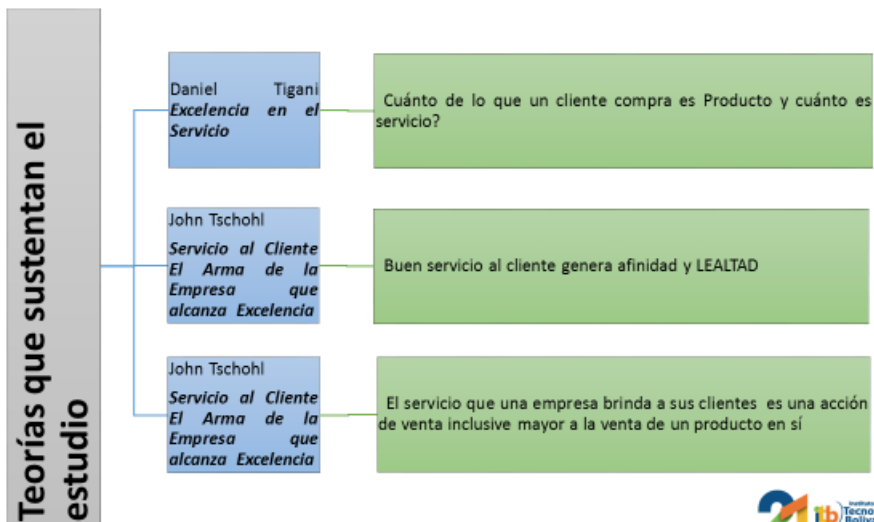 Teorías que sustentan el
estudio
Daniel Tigani
Excelencia en el
Servicio
Cuánto de lo que un cliente compra es Producto y cuánto es
servicio?
John Tschohl
Servicio al Cliente
El Arma de la
Empresa que
alcanza Excelencia
Buen servicio al cliente genera afinidad y LEALTAD
John Tschohl
Servicio al Cliente
El Arma de la
Empresa que
alcanza Excelencia
El servicio que una empresa brinda a sus clientes es una acción
de venta inclusive mayor a la venta de un producto en sí
itb